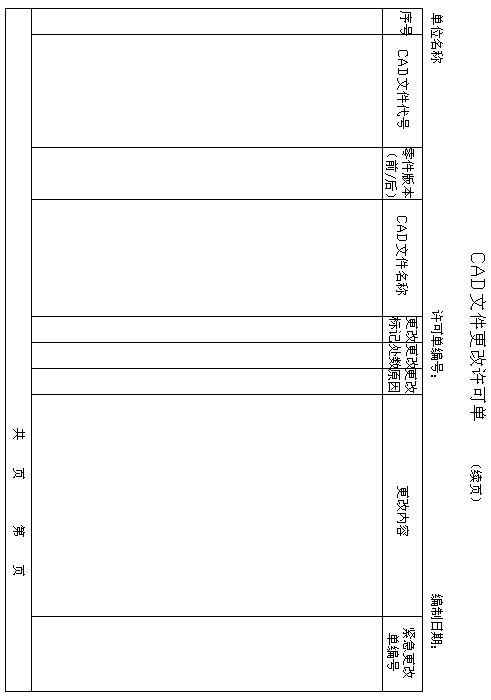 CAD文件更改许可单 (续页)
单位名称 许可单编号: 编制日期:
序号
CAD文件代号
零件版本
(前/后)
CAD文件名称
更改
标记
更改
处数
更改
原因
更改内容
紧急更改
单编号
共 页 第 页